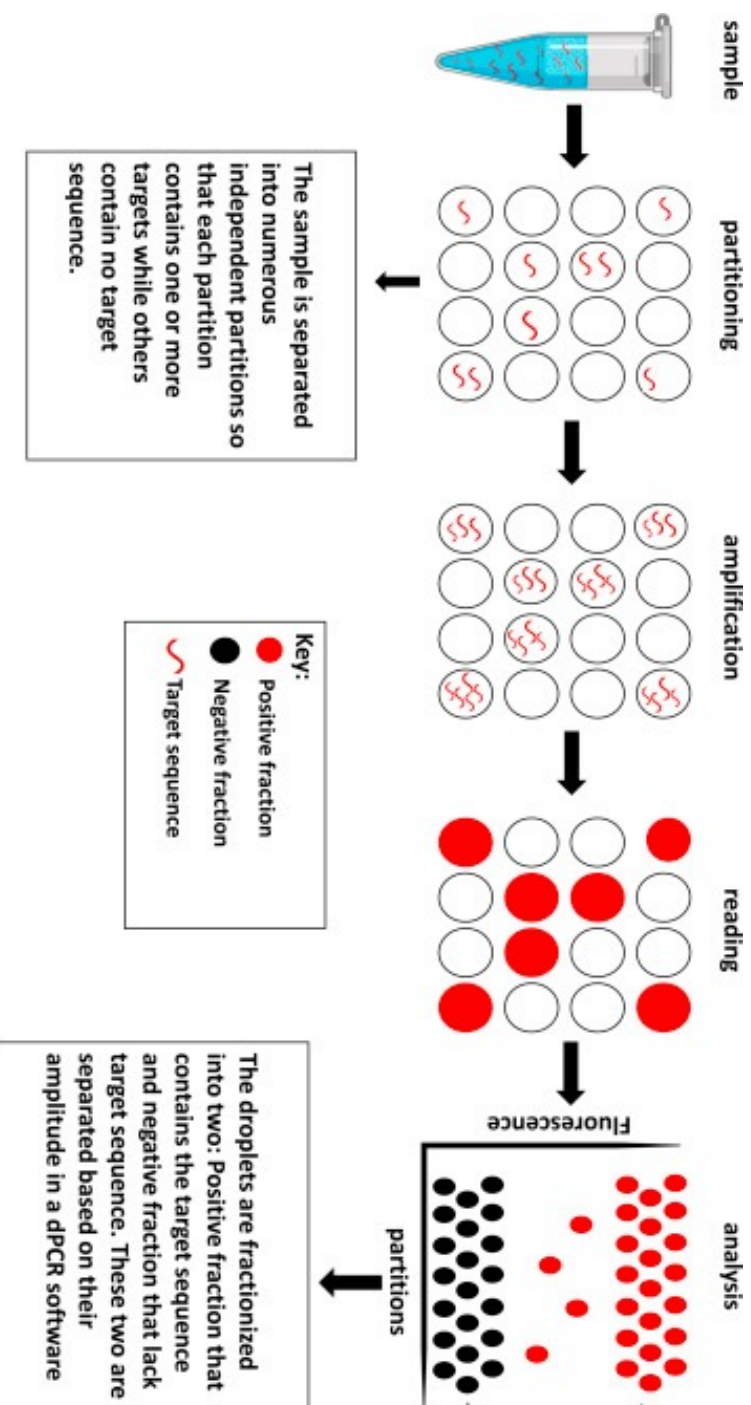 sample
partitioning
amplification
reading
analysis
Fluorescence
partitions
The sample is separated
into numerous
independent partitions so
that each partition
contains one or more
targets while others
contain no target
sequence.
Key:
Positive fraction
Negative fraction
Target sequence
The droplets are fractionized
into two: Positive fraction that
contains the target sequence
and negative fraction that lack
target sequence. These two are
separated based on their
amplitude in a dPCR software